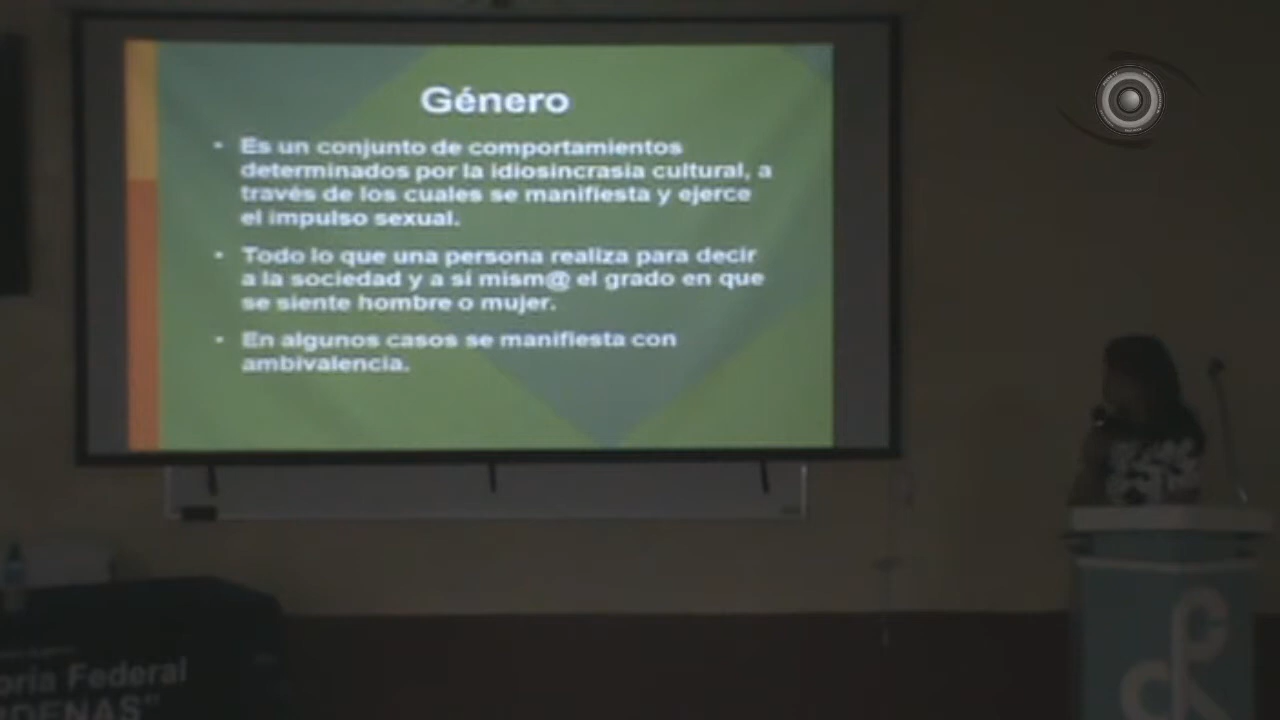 Género
• Es un conjunto de comportamientos
determinados por la idiosincrasia cultural, a
través de los cuales se manifiesta y ejerce
el impulso sexual.
• Todo lo que una persona realiza para decir
a la sociedad y a sí mism@ el grado en que
se siente hombre o mujer.
• En algunos casos se manifiesta con
ambivalencia.
oria Federal
RDENAS"